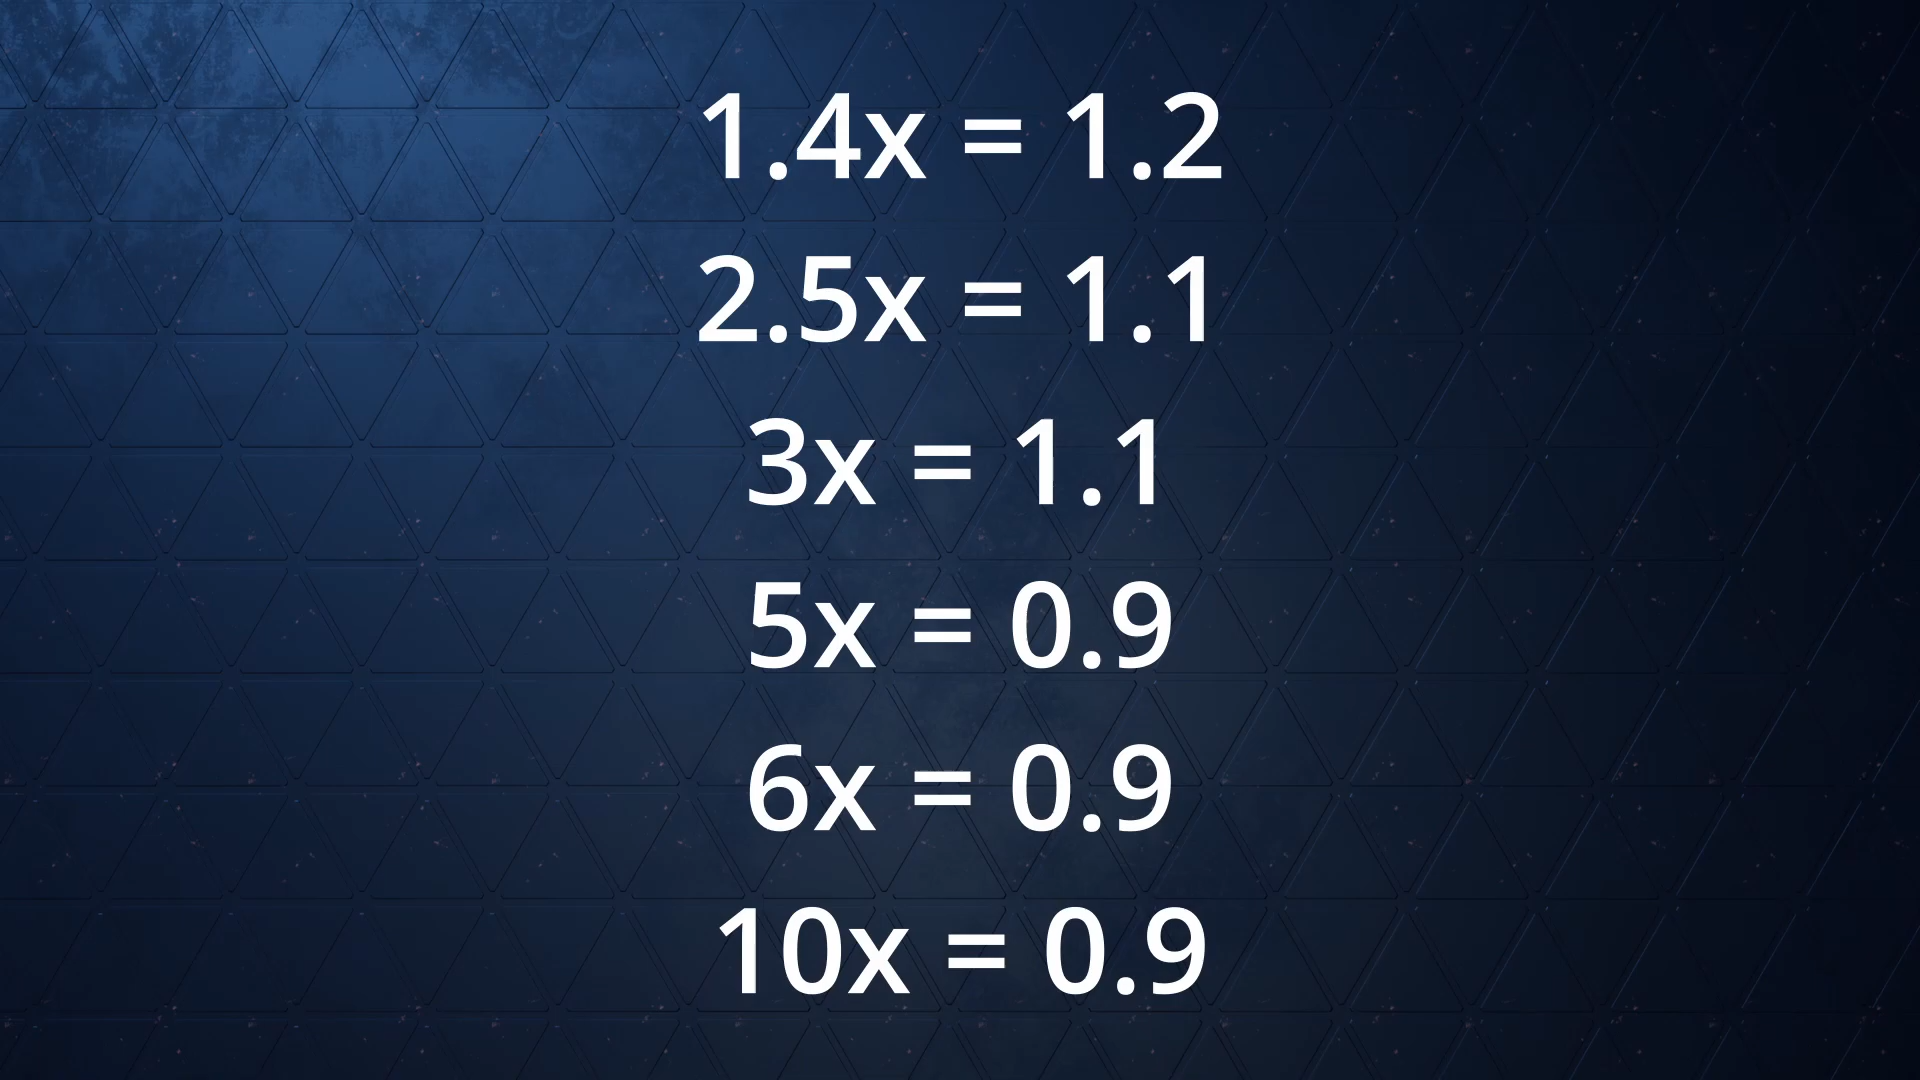 1.4x = 1.2
2.5x = 1.1
3x = 1.1
5x = 0.9
6x = 0.9
10x = 0.9